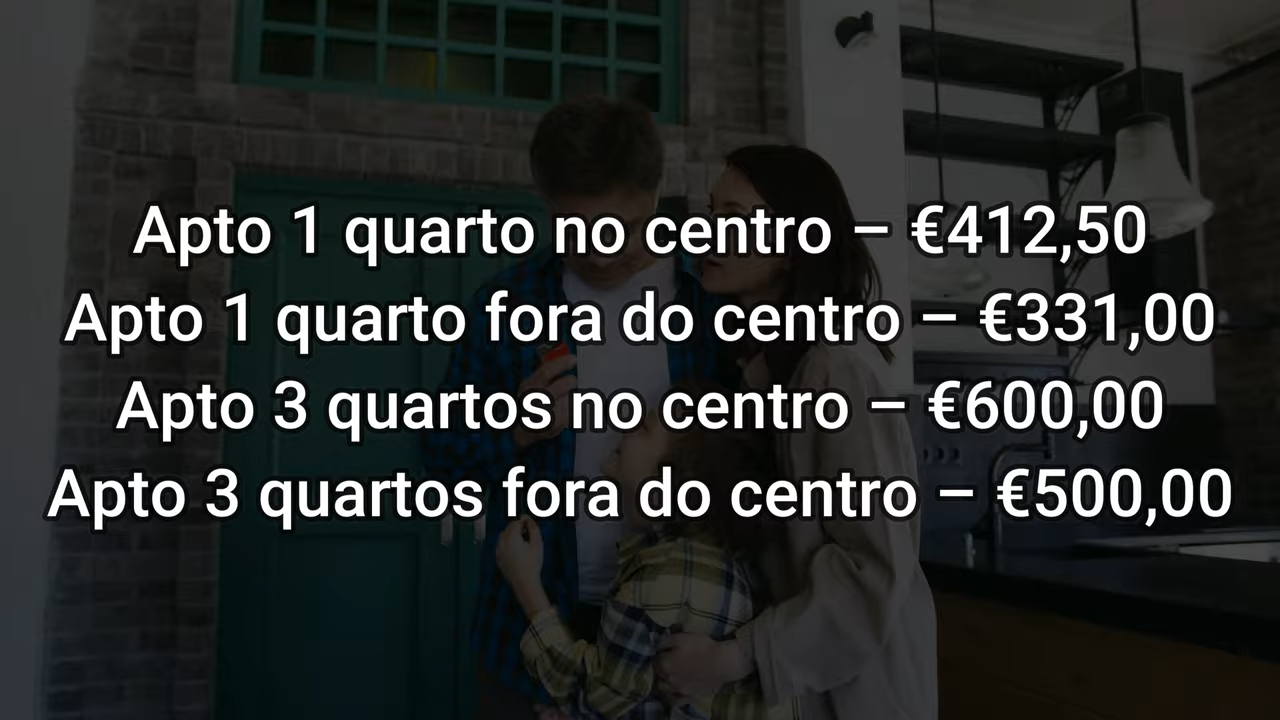 Apto 1 quarto no centro – €412,50
Apto 1 quarto fora do centro – €331,00
Apto 3 quartos no centro – €600,00
Apto 3 quartos fora do centro – €500,00